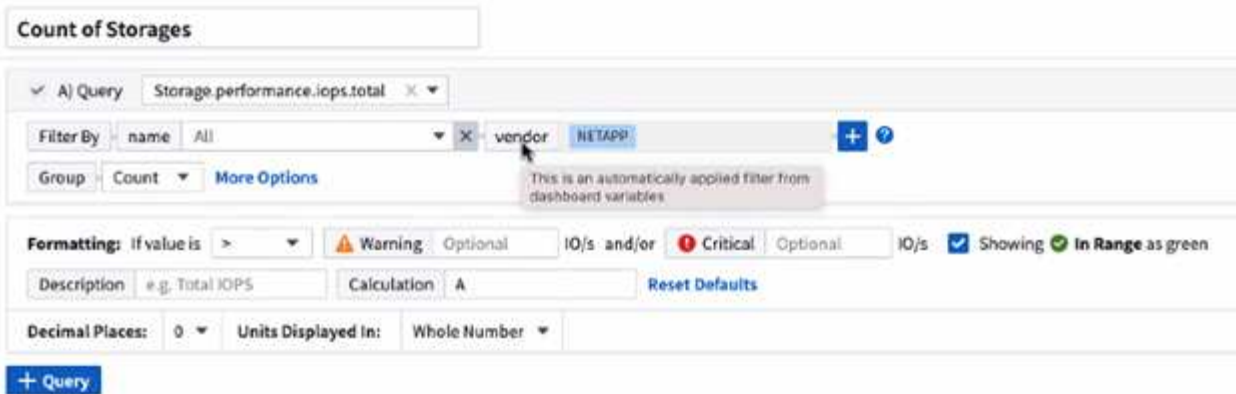 Count of Storages
A) Query Storage.performance.iops.total
Filter By name All vendor NETAPP + ?
This is an automatically applied filter from
dashboard variables
Group Count More Options
Formatting: If value is > Warning Optional IO/s and/or Critical Optional IO/s Showing In Range as green
Description e.g. Total IOPS Calculation A Reset Defaults
Decimal Places: 0 Units Displayed In: Whole Number
+ Query